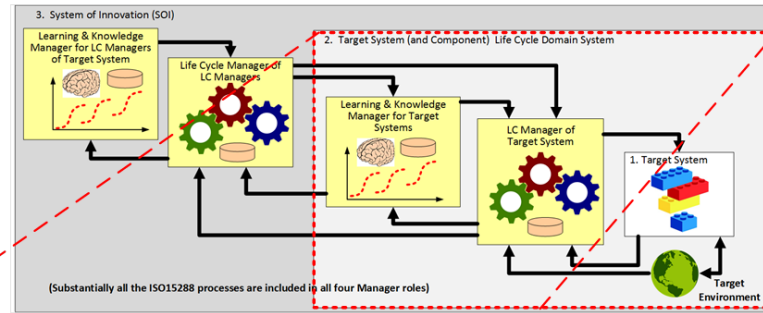 3. System of Innovation (SOI)
2. Target System (and Component) Life Cycle Domain System
Learning & Knowledge
Manager for LC Managers
of Target System
Life Cycle Manager of
LC Managers
Learning & Knowledge
Manager for Target
Systems
LC Manager of
Target System
1. Target System
Target
Environment
(Substantially all the ISO15288 processes are included in all four Manager roles)